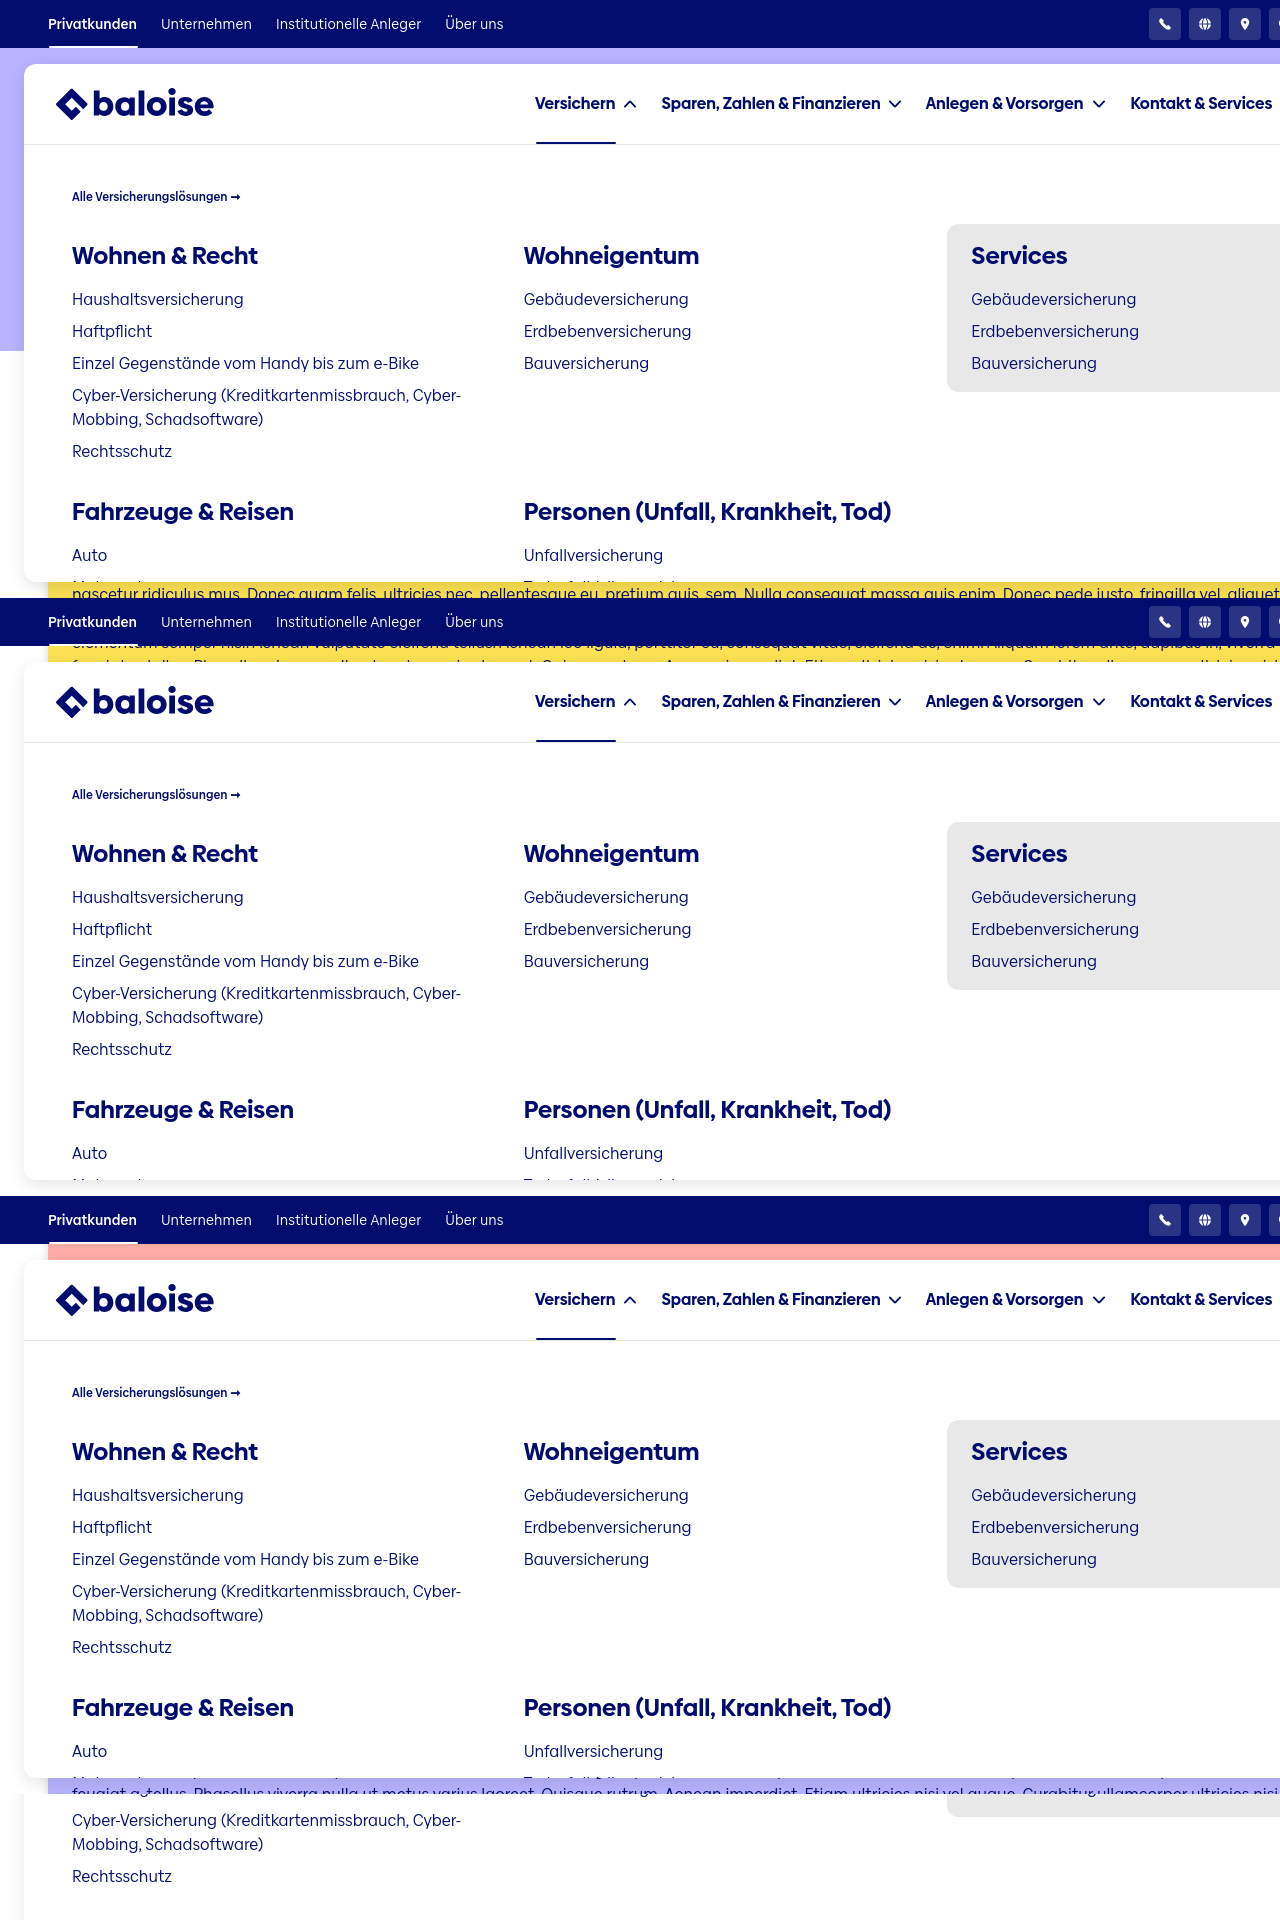 Privatkunden Unternehmen Institutionelle Anleger Über uns
baloise Versichern Sparen, Zahlen & Finanzieren Anlegen & Vorsorgen Kontakt & Services
Alle Versicherungslösungen →
Wohnen & Recht Wohneigentum Services
Haushaltsversicherung Gebäudeversicherung Gebäudeversicherung
Haftpflicht Erdbebenversicherung Erdbebenversicherung
Einzel Gegenstände vom Handy bis zum e-Bike Bauversicherung Bauversicherung
Cyber-Versicherung (Kreditkartenmissbrauch, Cyber-
Mobbing, Schadsoftware)
Rechtsschutz
Fahrzeuge & Reisen Personen (Unfall, Krankheit, Tod)
Auto Unfallversicherung
nascetur ridiculus mus. Donec quam felis, ultricies nec, pellentesque eu, pretium quis, sem. Nulla consequat massa quis enim. Donec pede justo, fringilla vel, aliquet
Privatkunden Unternehmen Institutionelle Anleger Über uns
baloise Versichern Sparen, Zahlen & Finanzieren Anlegen & Vorsorgen Kontakt & Services
Alle Versicherungslösungen →
Wohnen & Recht Wohneigentum Services
Haushaltsversicherung Gebäudeversicherung Gebäudeversicherung
Haftpflicht Erdbebenversicherung Erdbebenversicherung
Einzel Gegenstände vom Handy bis zum e-Bike Bauversicherung Bauversicherung
Cyber-Versicherung (Kreditkartenmissbrauch, Cyber-
Mobbing, Schadsoftware)
Rechtsschutz
Fahrzeuge & Reisen Personen (Unfall, Krankheit, Tod)
Auto Unfallversicherung
Privatkunden Unternehmen Institutionelle Anleger Über uns
baloise Versichern Sparen, Zahlen & Finanzieren Anlegen & Vorsorgen Kontakt & Services
Alle Versicherungslösungen →
Wohnen & Recht Wohneigentum Services
Haushaltsversicherung Gebäudeversicherung Gebäudeversicherung
Haftpflicht Erdbebenversicherung Erdbebenversicherung
Einzel Gegenstände vom Handy bis zum e-Bike Bauversicherung Bauversicherung
Cyber-Versicherung (Kreditkartenmissbrauch, Cyber-
Mobbing, Schadsoftware)
Rechtsschutz
Fahrzeuge & Reisen Personen (Unfall, Krankheit, Tod)
Auto Unfallversicherung
feugiat a, tellus. Phasellus viverra nulla ut metus varius laoreet. Quisque rutrum. Aenean imperdiet. Etiam ultricies nisi vel augue. Curabitur ullamcorper ultricies nisi
Cyber-Versicherung (Kreditkartenmissbrauch, Cyber-
Mobbing, Schadsoftware)
Rechtsschutz